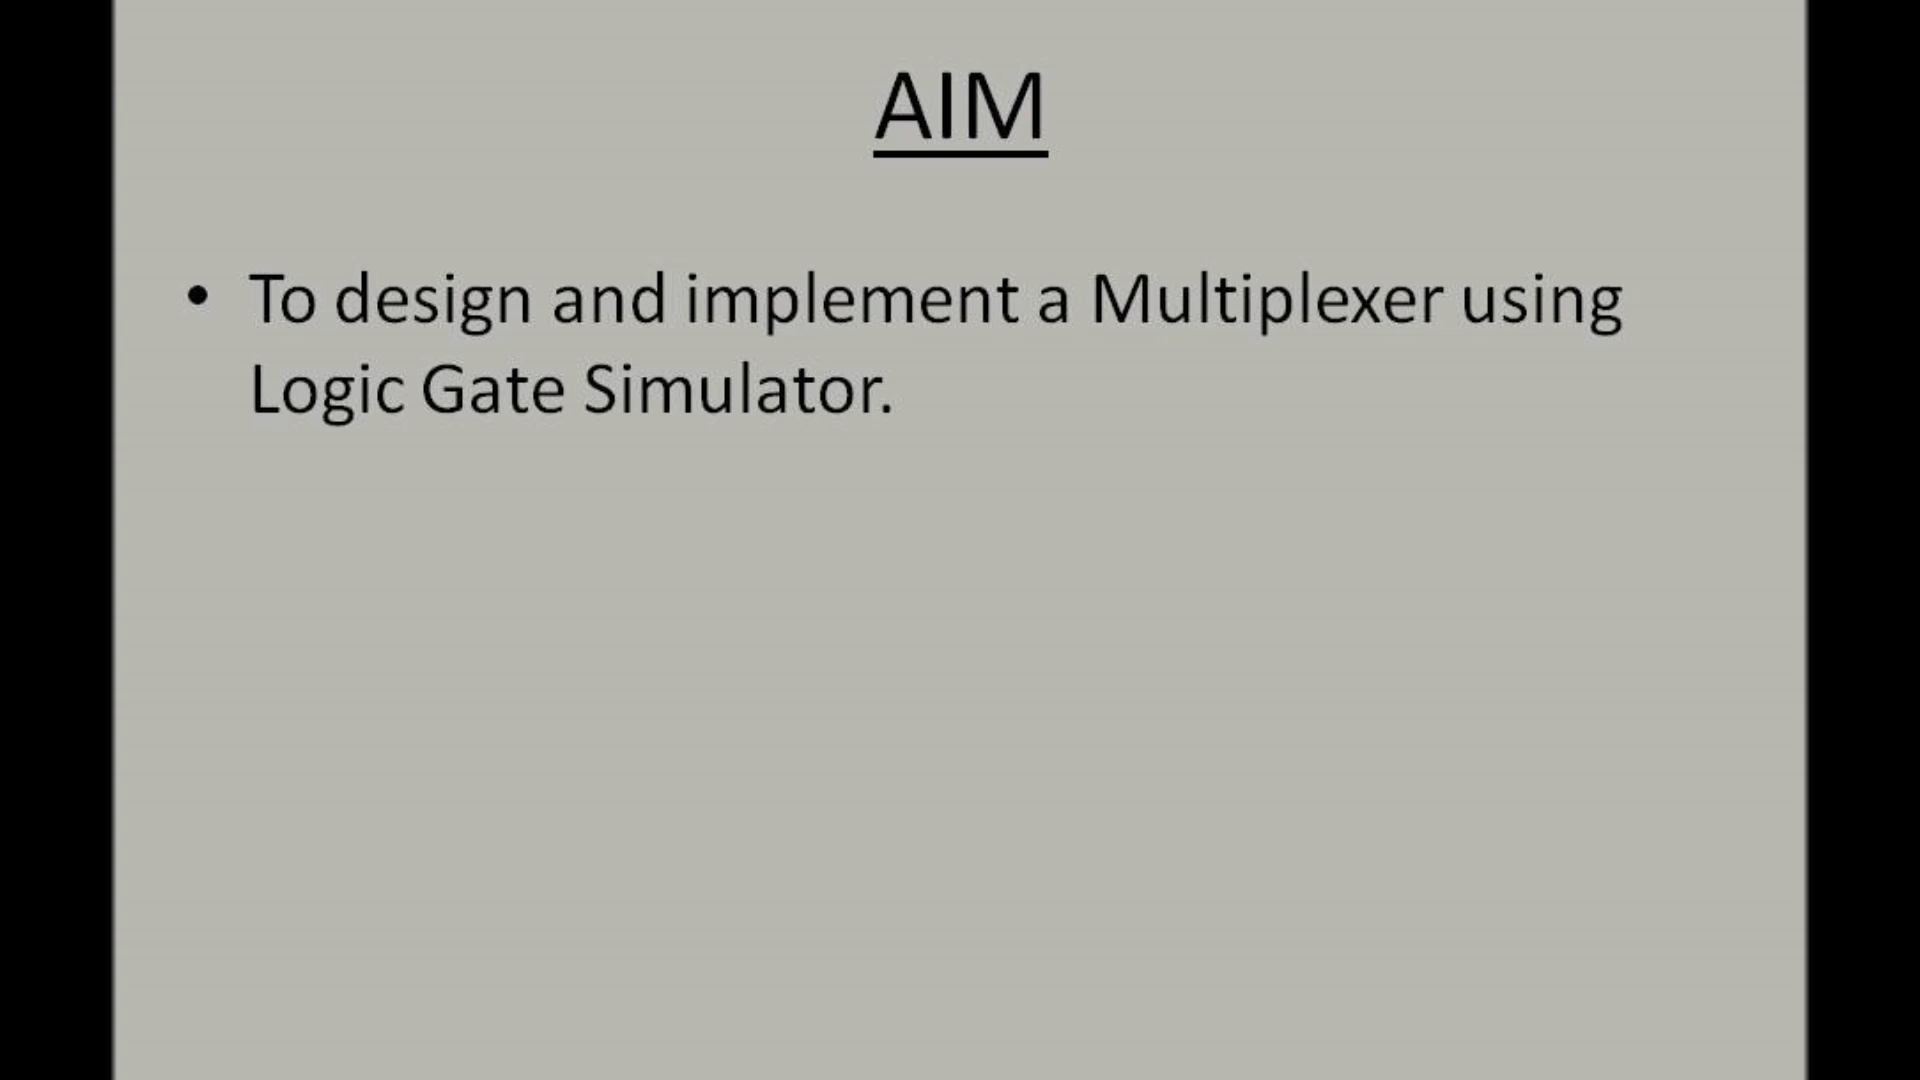 AIM
• To design and implement a Multiplexer using
Logic Gate Simulator.